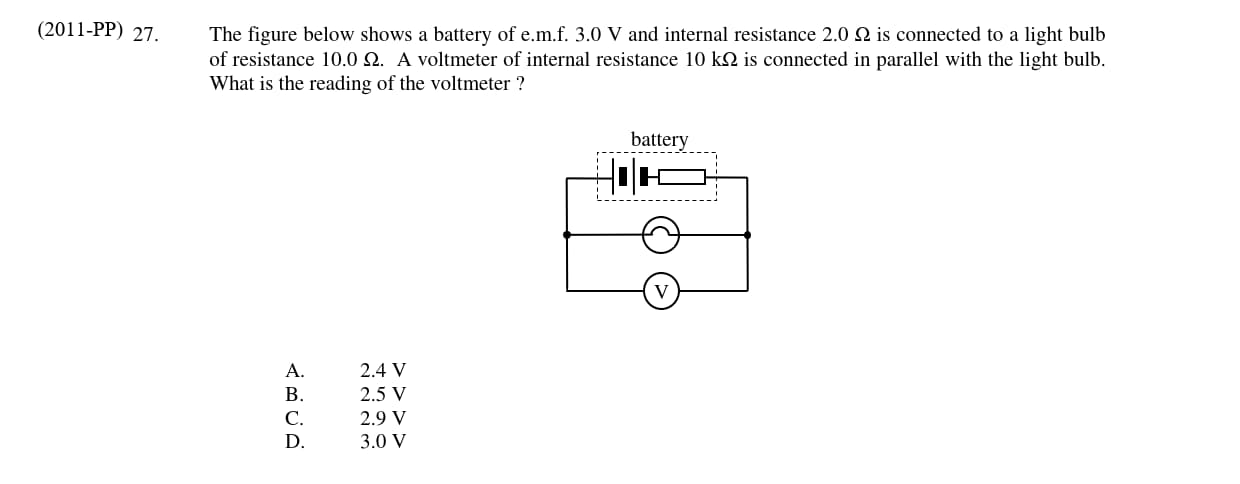 (2011-PP) 27. The figure below shows a battery of e.m.f. 3.0 V and internal resistance 2.0 Ω is connected to a light bulb
of resistance 10.0 Ω. A voltmeter of internal resistance 10 kΩ is connected in parallel with the light bulb.
What is the reading of the voltmeter ?
battery
V
A. 2.4 V
B. 2.5 V
C. 2.9 V
D. 3.0 V